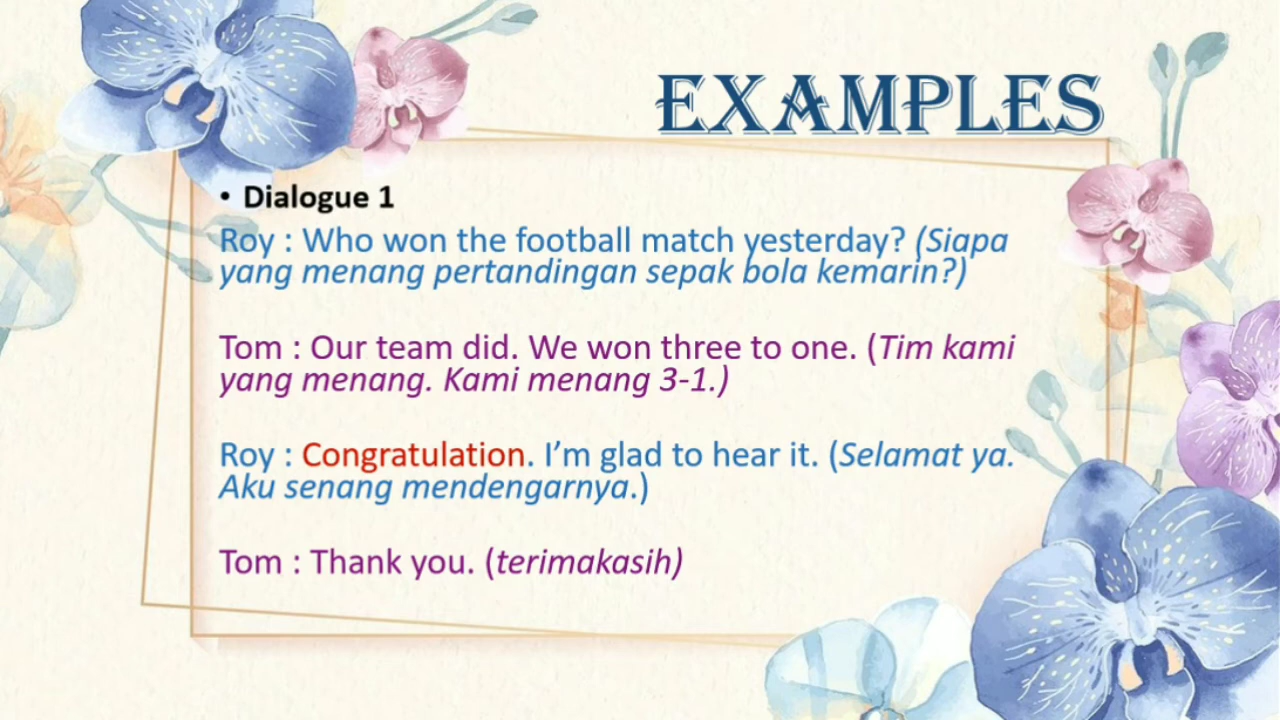 EXAMPLES
• Dialogue 1
Roy : Who won the football match yesterday? (Siapa
yang menang pertandingan sepak bola kemarin?)
Tom : Our team did. We won three to one. (Tim kami
yang menang. Kami menang 3-1.)
Roy : Congratulation. I’m glad to hear it. (Selamat ya.
Aku senang mendengarnya.)
Tom : Thank you. (terimakasih)